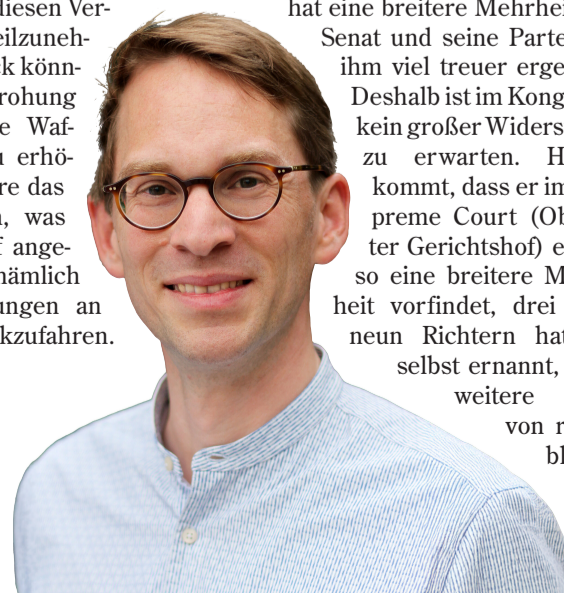 diesen Ver-
eilzuneh-
ck könn-
rohung
e Waf-
u erhö-
re das
n, was
f ange-
nämlich
ungen an
kzufahren.
hat eine breitere Mehrhei
Senat und seine Parte
ihm viel treuer erge
Deshalb ist im Kong
kein großer Widers
zu erwarten. H
kommt, dass er im
preme Court (Ob
ter Gerichtshof) e
so eine breitere M
heit vorfindet, drei
neun Richtern hat
selbst ernannt,
weitere
von r
bl